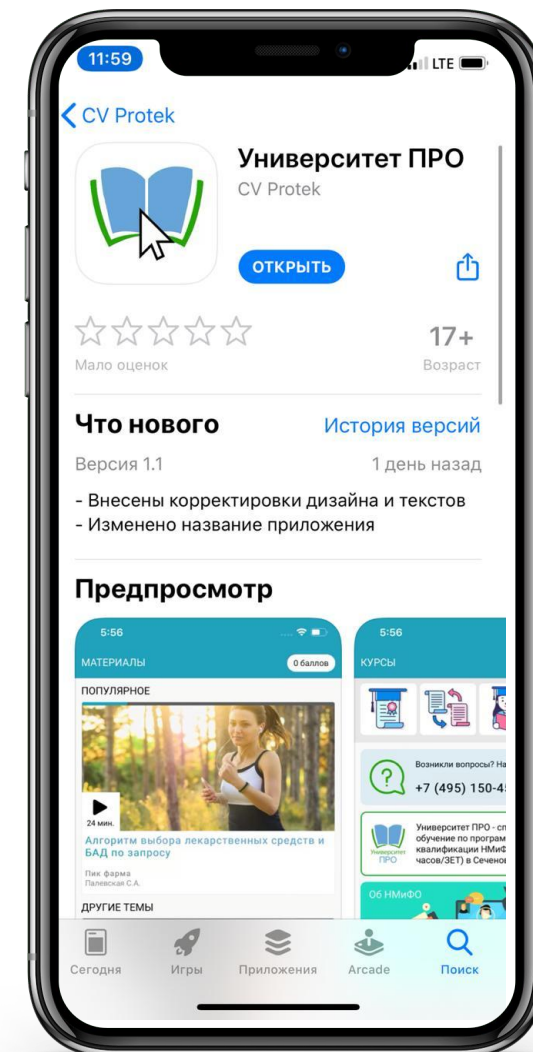 11:59
LTE
CV Protek
Университет ПРО
CV Protek
ОТКРЫТЬ
17+
Мало оценок
Возраст
Что нового
История версий
Версия 1.1
1 день назад
- Внесены корректировки дизайна и текстов
- Изменено название приложения
Предпросмотр
5:56
МАТЕРИАЛЫ
0 баллов
ПОПУЛЯРНОЕ
24 мин.
Алгоритм выбора лекарственных средств и
БАД по запросу
Пик фарма
Палевская С.А.
ДРУГИЕ ТЕМЫ
5:56
КУРСЫ
Возникли вопросы? На
+7 (495) 150-4
Университет ПРО - сп
обучение по програм
квалификации НМиФ
часов/ЗЕТ) в Сеченов
Университет
ПРО
Об НМиФО
Сегодня
Игры
Приложения
Arcade
Поиск